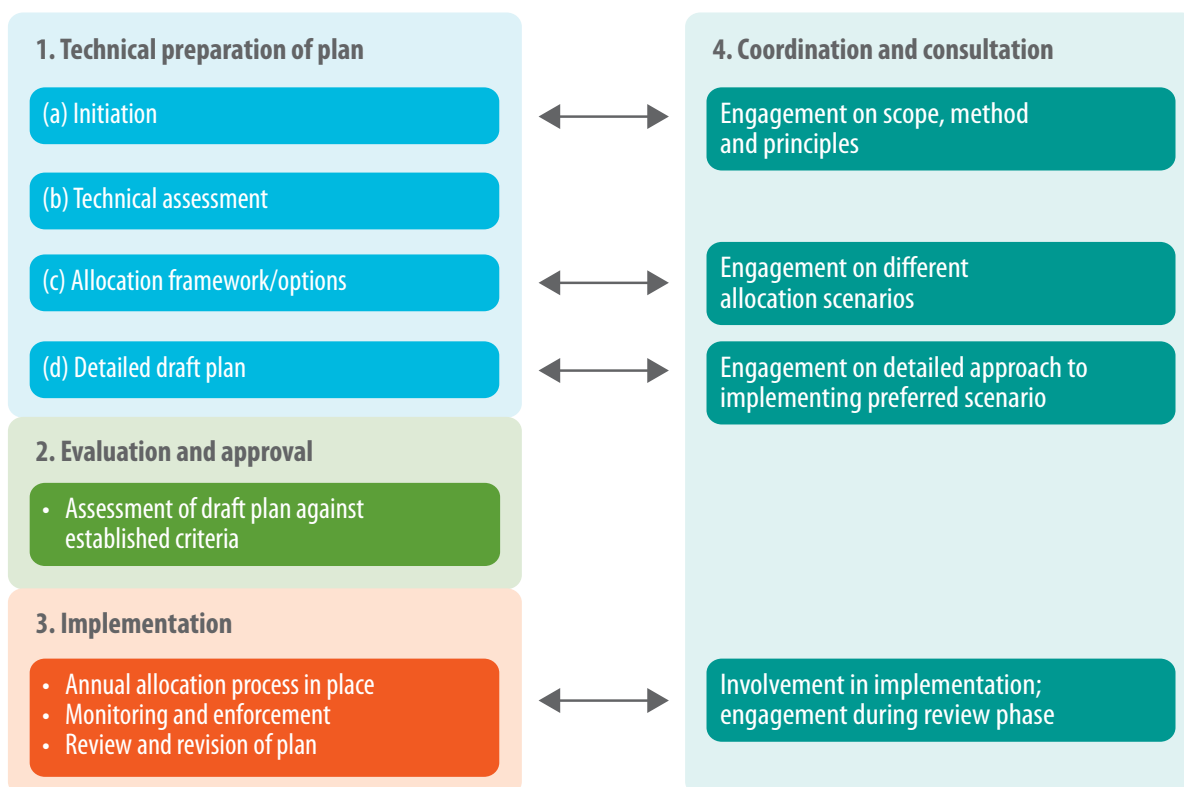 1. Technical preparation of plan
(a) Initiation
(b) Technical assessment
(c) Allocation framework/options
(d) Detailed draft plan
2. Evaluation and approval
• Assessment of draft plan against
established criteria
3. Implementation
• Annual allocation process in place
• Monitoring and enforcement
• Review and revision of plan
4. Coordination and consultation
Engagement on scope, method
and principles
Engagement on different
allocation scenarios
Engagement on detailed approach to
implementing preferred scenario
Involvement in implementation;
engagement during review phase